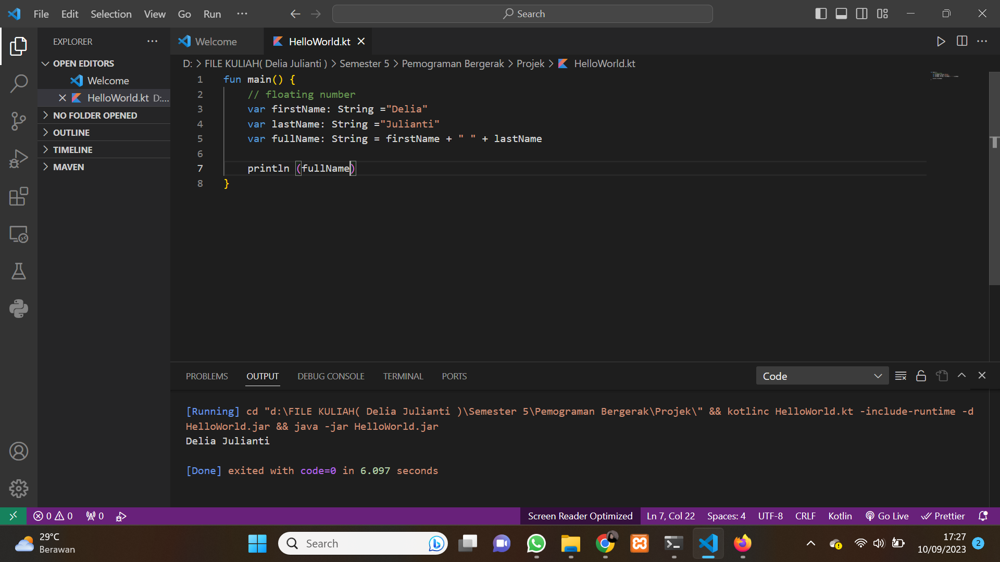 File Edit Selection View Go Run ··· Search
EXPLORER ···
Welcome HelloWorld.kt
OPEN EDITORS
Welcome
HelloWorld.kt D:...
NO FOLDER OPENED
OUTLINE
TIMELINE
MAVEN
D: > FILE KULIAH( Delia Julianti ) > Semester 5 > Pemograman Bergerak > Projek > HelloWorld.kt
1 fun main() {
2 // floating number
3 var firstName: String ="Delia"
4 var lastName: String ="Julianti"
5 var fullName: String = firstName + " " + lastName
6
7 println (fullName)
8 }
PROBLEMS OUTPUT DEBUG CONSOLE TERMINAL PORTS Code
[Running] cd "d:\FILE KULIAH( Delia Julianti )\Semester 5\Pemograman Bergerak\Projek\" && kotlinc HelloWorld.kt -include-runtime -d
HelloWorld.jar && java -jar HelloWorld.jar
Delia Julianti
[Done] exited with code=0 in 6.097 seconds
0 0 0 Screen Reader Optimized Ln 7, Col 22 Spaces: 4 UTF-8 CRLF Kotlin Go Live Prettier
29°C
Berawan
Search
17:27
10/09/2023
2